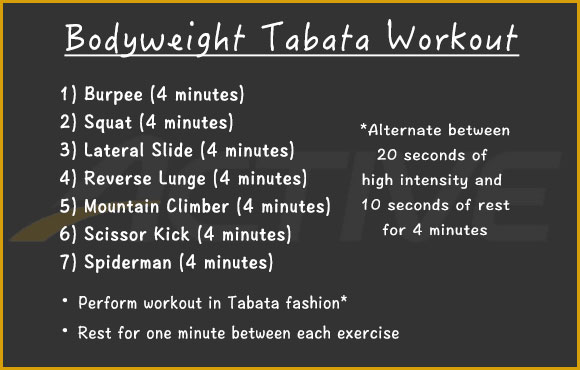 Bodyweight Tabata Workout
1) Burpee (4 minutes)
2) Squat (4 minutes)
3) Lateral Slide (4 minutes)
4) Reverse Lunge (4 minutes)
5) Mountain Climber (4 minutes)
6) Scissor Kick (4 minutes)
7) Spiderman (4 minutes)
*Alternate between
20 seconds of
high intensity and
10 seconds of rest
for 4 minutes
• Perform workout in Tabata fashion*
• Rest for one minute between each exercise
ACTIVE